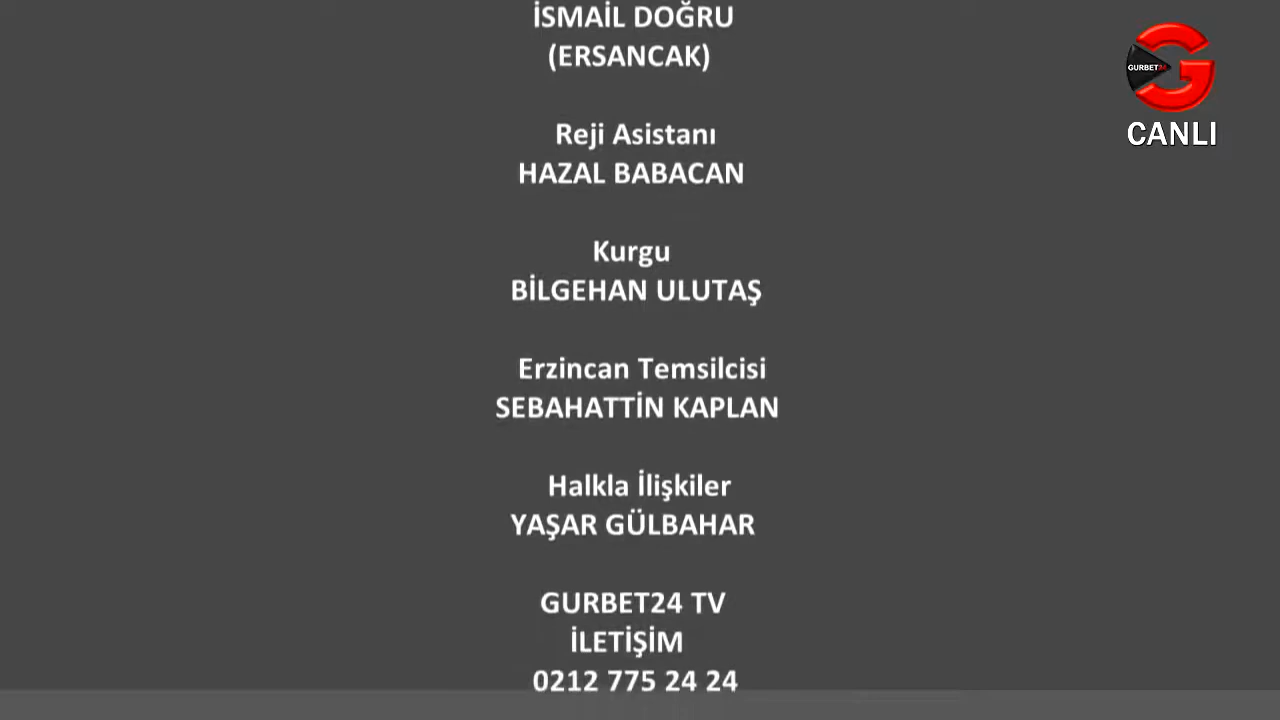 İSMAİL DOĞRU
(ERSANCAK)
Reji Asistanı
HAZAL BABACAN
Kurgu
BİLGEHAN ULUTAŞ
Erzincan Temsilcisi
SEBAHATTİN KAPLAN
Halkla İlişkiler
YAŞAR GÜLBAHAR
GURBET24 TV
İLETİŞİM
0212 775 24 24
GURBET24
CANLI